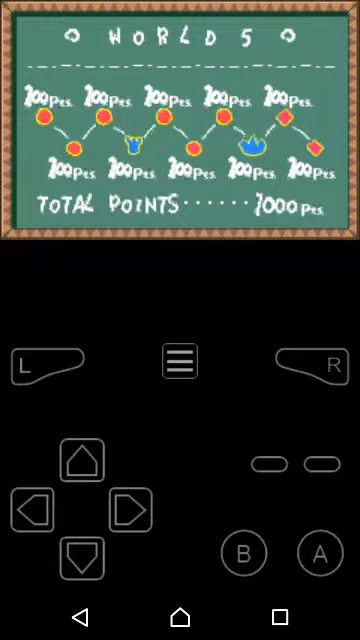 WORLD 5
100Pts. 100Pts. 100Pts. 100Pts. 100Pts.
100Pts. 100Pts. 100Pts. 100Pts. 100Pts.
TOTAL POINTS······1000Pts.
L
R
B
A